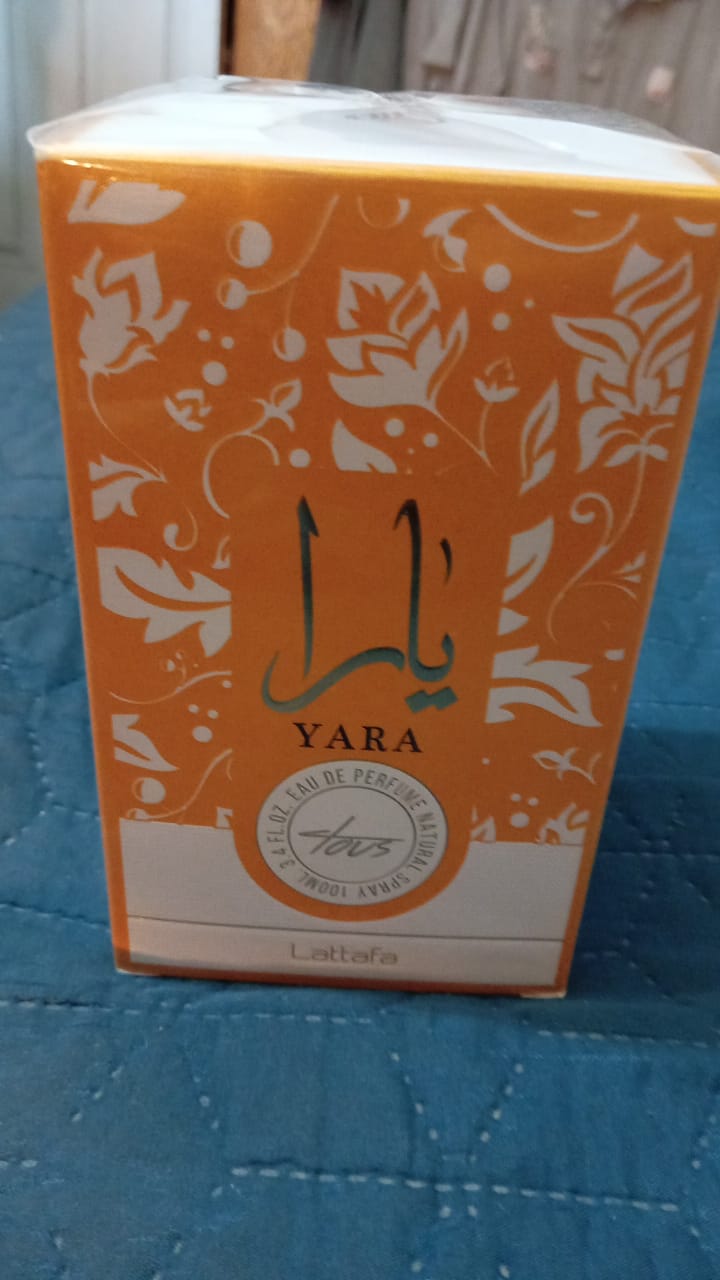 يارا
YARA
EAU DE PERFUME NATURAL SPRAY 100ML. 3.4 FL.OZ.
Tous
Lattafa